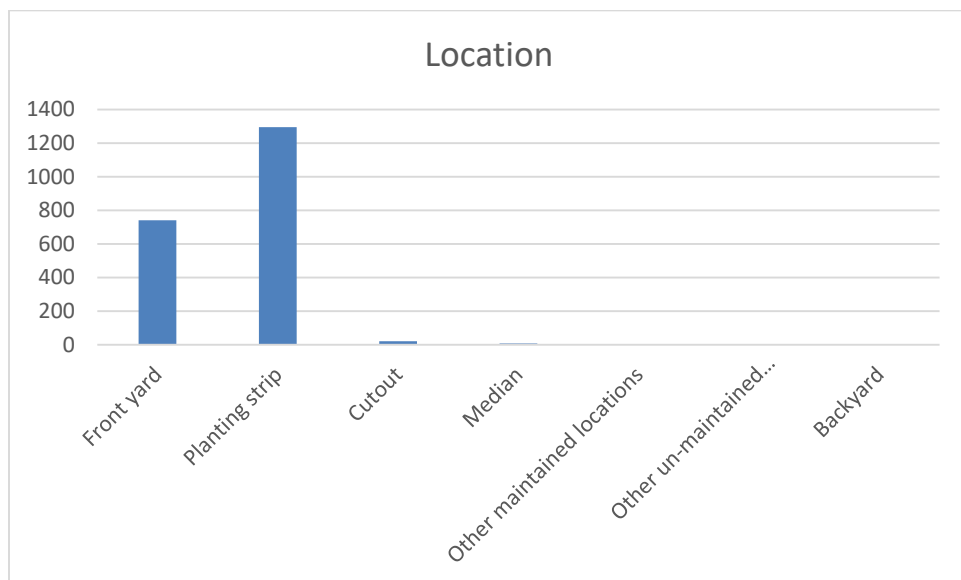 Location
1400
1200
1000
800
600
400
200
0
Front yard
Planting strip
Cutout
Median
Other maintained locations
Other un-maintained...
Backyard